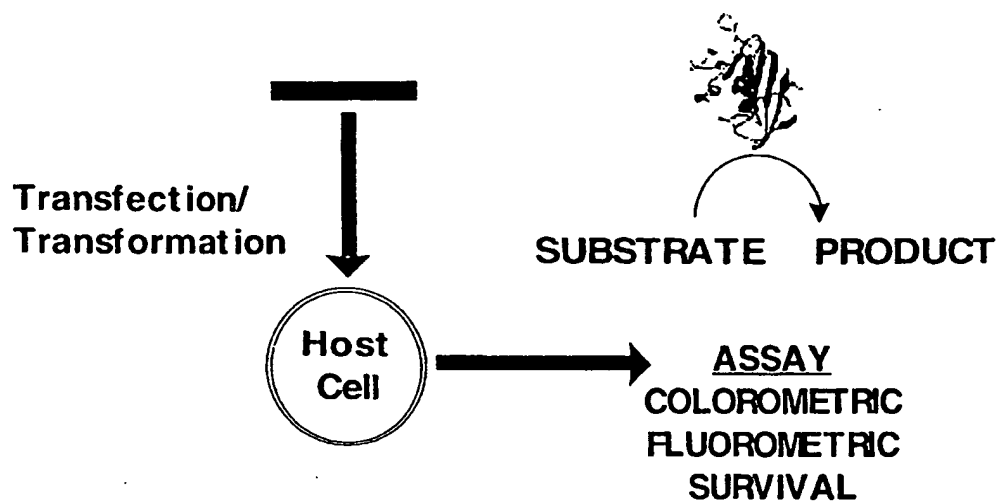 Transfection/
Transformation
SUBSTRATE PRODUCT
Host
Cell
ASSAY
COLOROMETRIC
FLUOROMETRIC
SURVIVAL